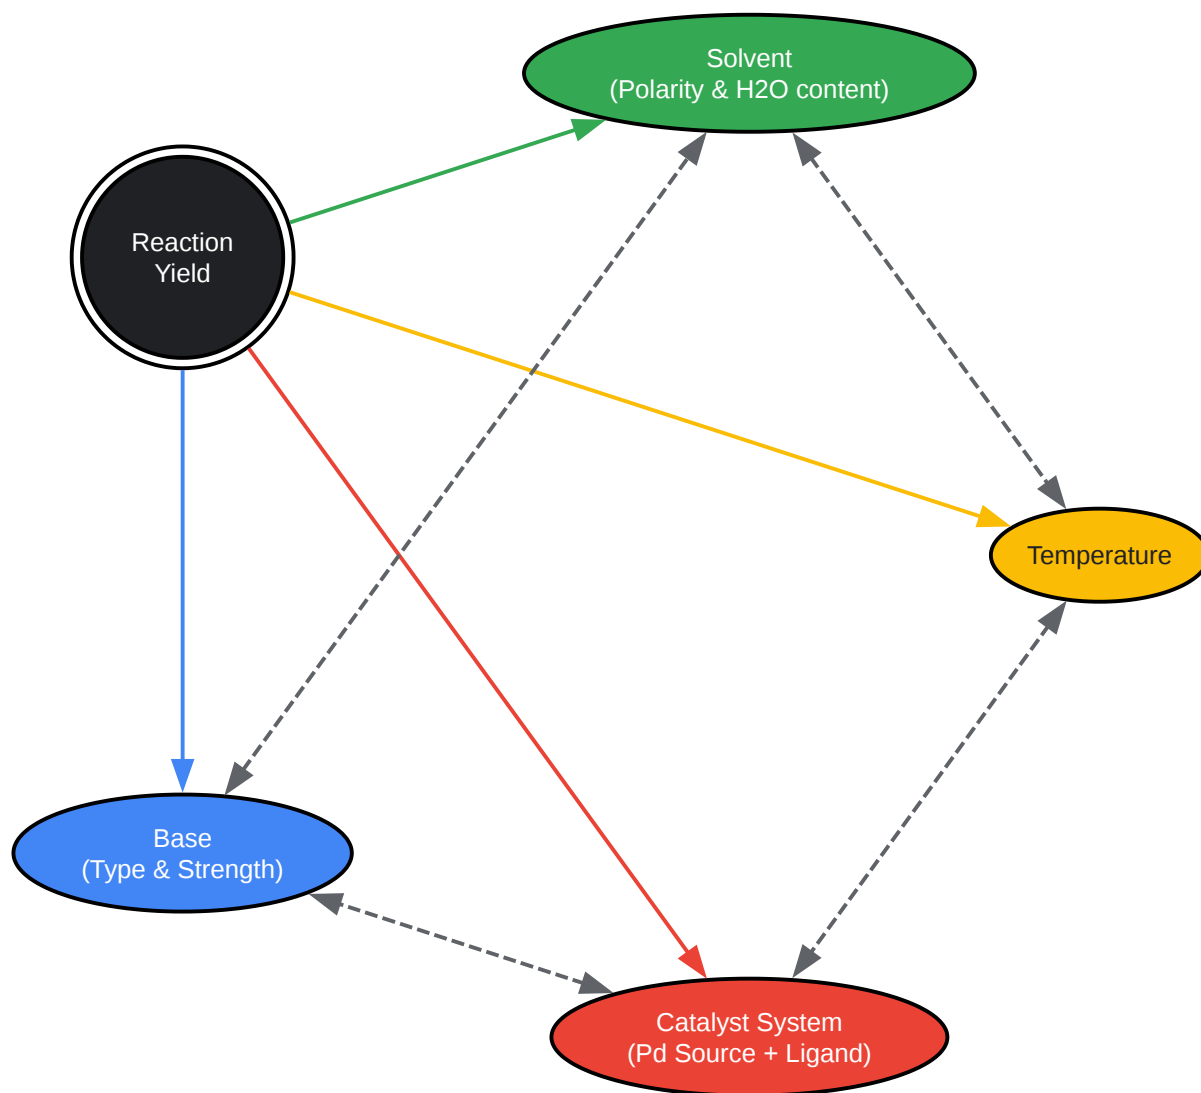 Solvent
(Polarity & H2O content)
Reaction
Yield
Temperature
Base
(Type & Strength)
Catalyst System
(Pd Source + Ligand)